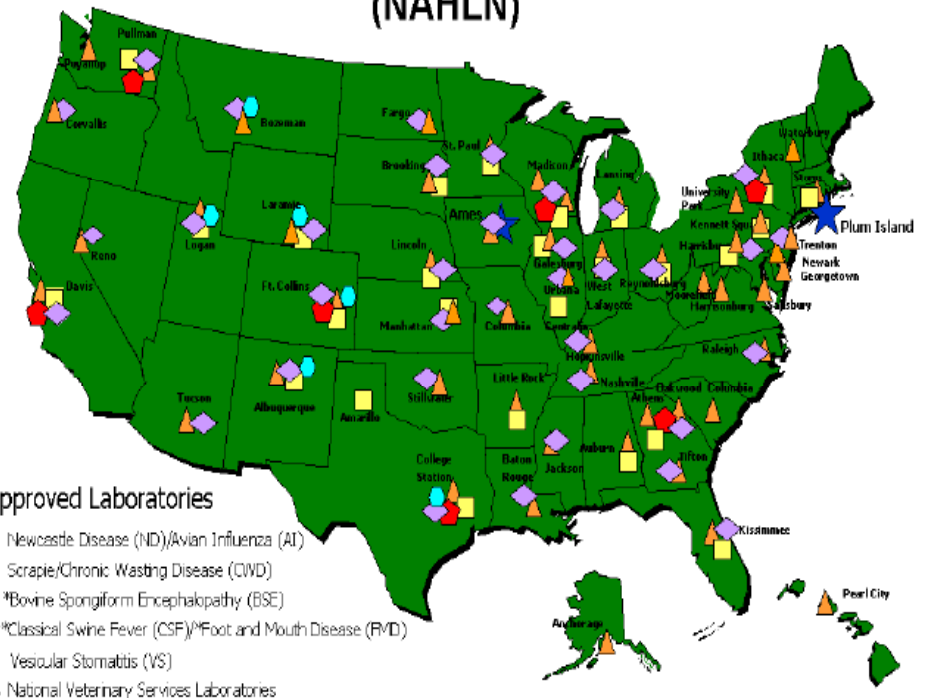 (NAHLN)
Pullman
Puyallup
Corvallis
Bozeman
Fargo
St. Paul
Brooking
Madison
Lansing
Waterbury
Ithaca
Storrs
University
Park
Plum Island
Kennett Squ
Harrisburg
Trenton
Newark
Georgetown
Salisbury
Laramie
Logan
Ames
Reno
Lincoln
Galesburg
Urbana
West
Lafayette
Reynoldsburg
Moorefield
Harrisonburg
Davis
Ft. Collins
Manhattan
Columbia
Centralia
Hopkinsville
Raleigh
Nashville
Oakwood
Columbia
Athens
Little Rock
Stillwater
Tucson
Albuquerque
Amarillo
Auburn
Tifton
College
Station
Baton
Rouge
Jackson
Kissimmee
pproved Laboratories
Newcastle Disease (ND)/Avian Influenza (AI)
Scrapie/Chronic Wasting Disease (CWD)
*Bovine Spongiform Encephalopathy (BSE)
*Classical Swine Fever (CSF)/*Foot and Mouth Disease (FMD)
Vesicular Stomatitis (VS)
National Veterinary Services Laboratories
Anchorage
Pearl City